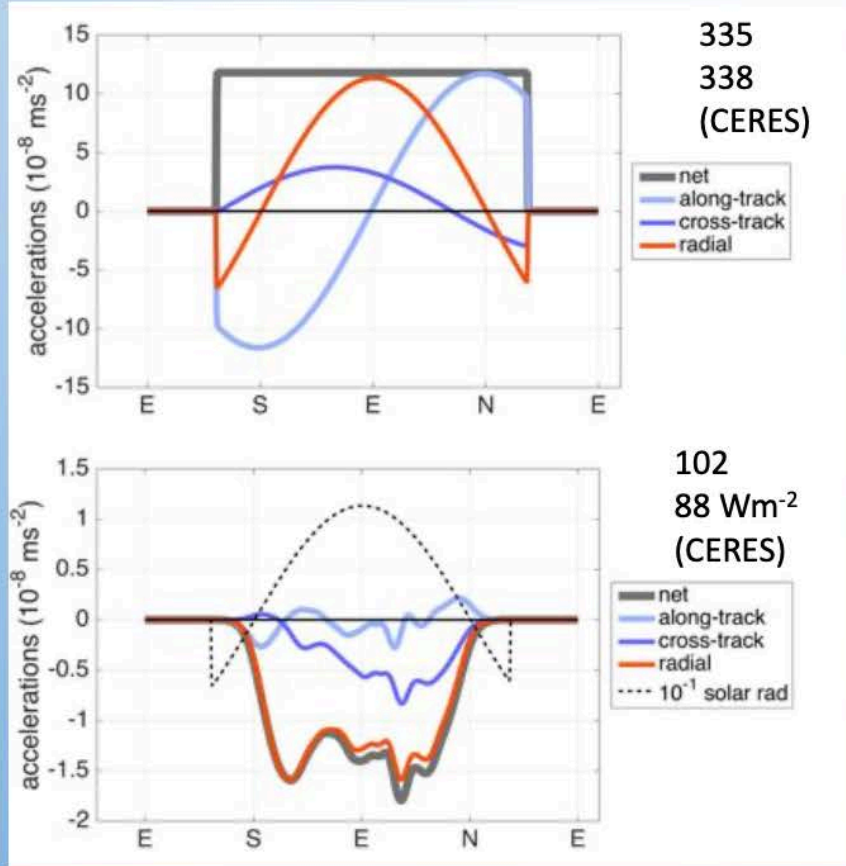 15
10
5
0
-5
-10
-15
accelerations (10⁻⁸ ms⁻²)
E S E N E
335
338
(CERES)
net
along-track
cross-track
radial
1.5
1
0.5
0
-0.5
-1
-1.5
-2
accelerations (10⁻⁸ ms⁻²)
E S E N E
102
88 Wm⁻²
(CERES)
net
along-track
cross-track
radial
10⁻¹ solar rad